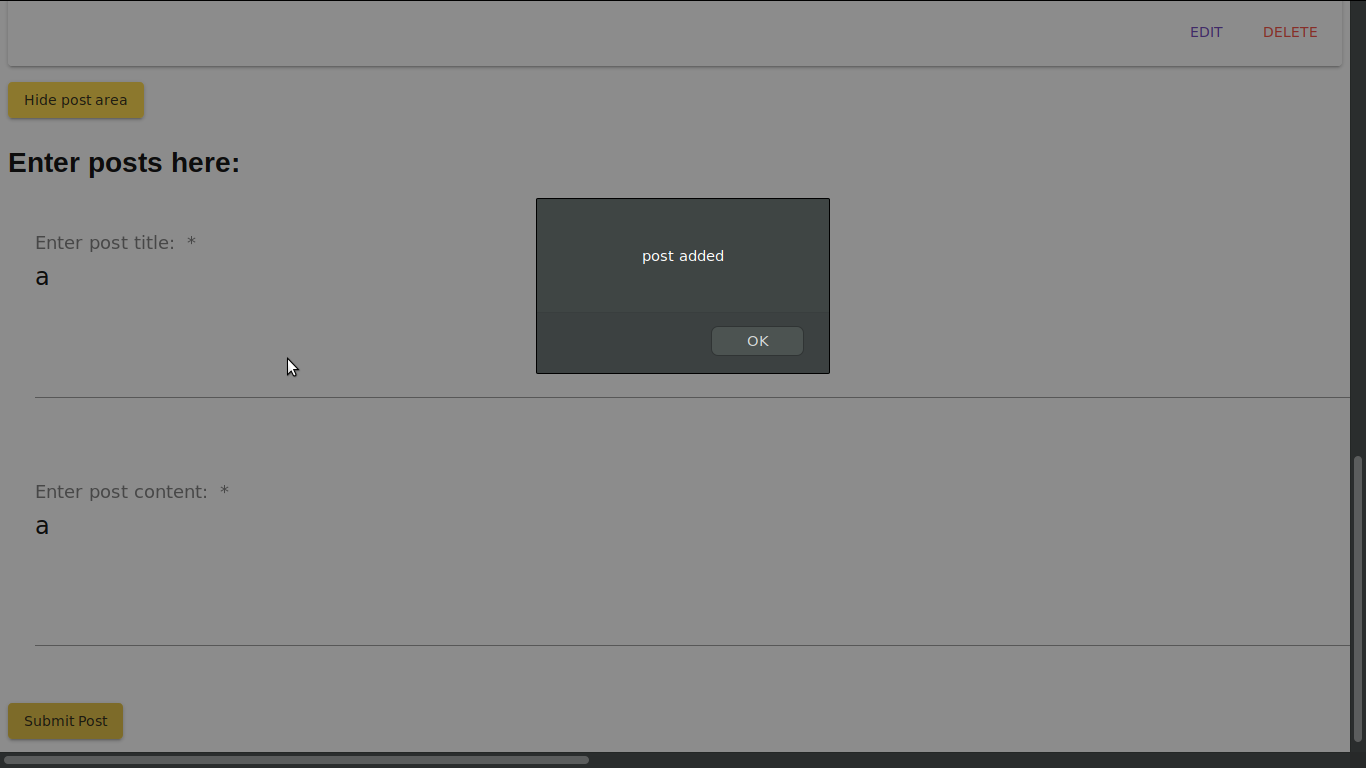 EDIT DELETE
Hide post area
Enter posts here:
Enter post title: *
a
post added
OK
Enter post content: *
a
Submit Post